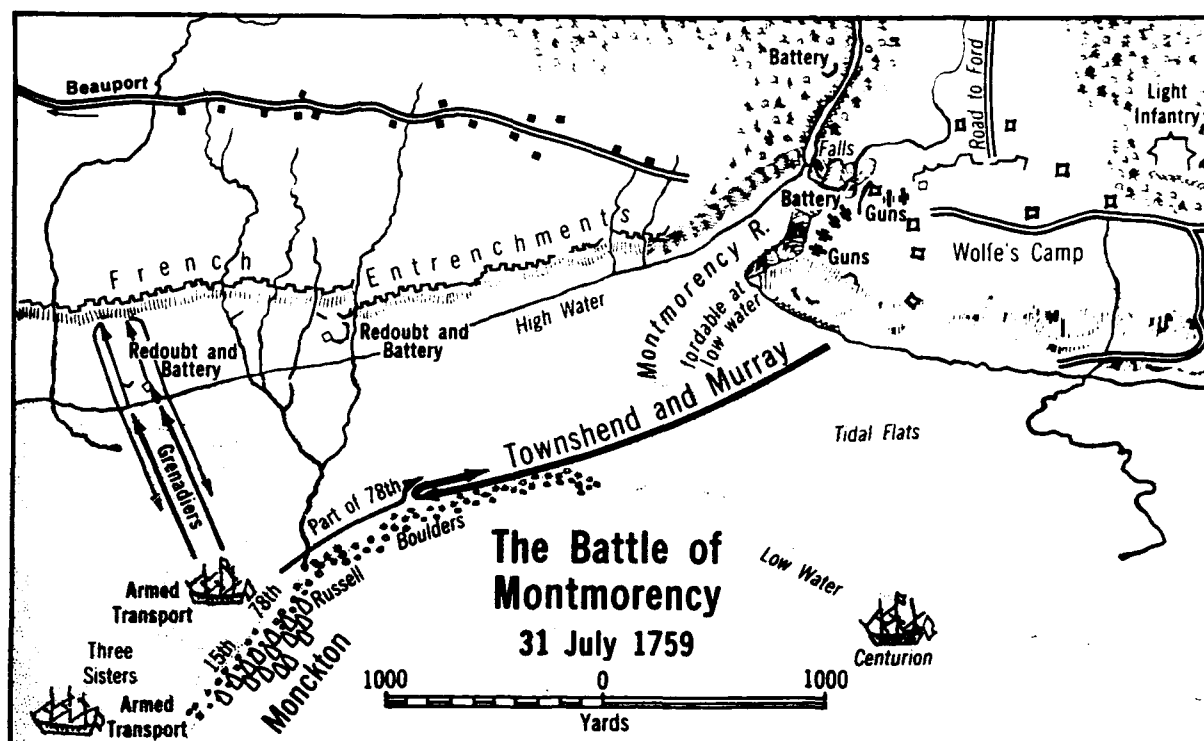 Battery
Beauport
Road to Ford
Light
Infantry
Falls
Battery
Guns
Guns
Wolfe's Camp
French Entrenchments
Montmorency R.
fordable at
low water
High Water
Redoubt and
Battery
Redoubt and
Battery
Townshend and Murray
Tidal Flats
Grenadiers
Part of 78th
Boulders
The Battle of
Montmorency
31 July 1759
Low Water
Centurion
Armed
Transport
78th
Russell
15th
Monckton
Three
Sisters
Armed
Transport
1000 0 1000
Yards